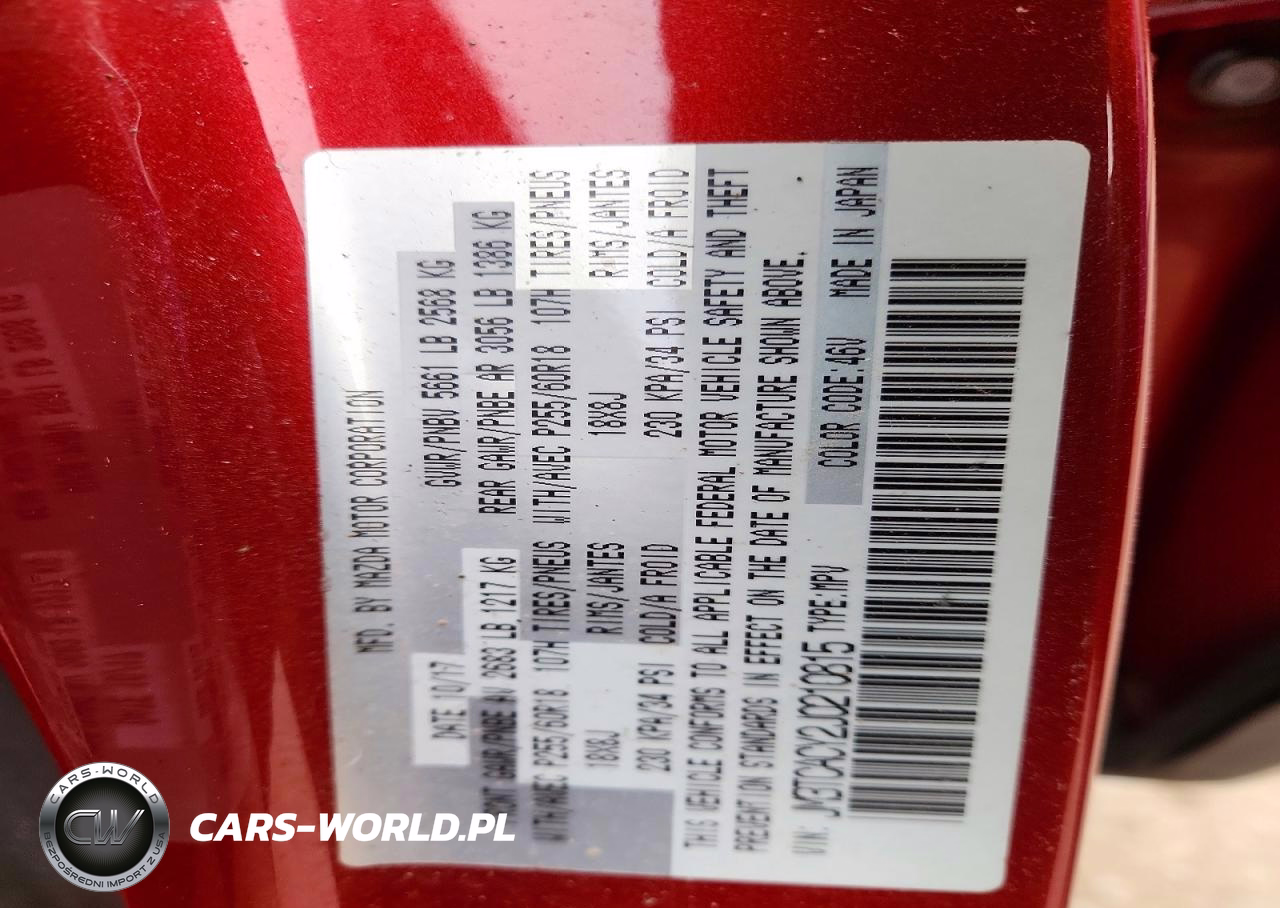 MFD. BY MAZDA MOTOR CORPORATION
DATE 10/17 GVWR/PNBV 5661 LB 2568 KG
FRONT GAWR/PNBE AV 2683 LB 1217 KG REAR GAWR/PNBE AR 3056 LB 1386 KG
WITH/AVEC P255/60R18 107H TIRES/PNEUS WITH/AVEC P255/60R18 107H TIRES/PNEUS
18X8J RIMS/JANTES 18X8J RIMS/JANTES
230 KPA/34 PSI COLD/A FROID 230 KPA/34 PSI COLD/A FROID
THIS VEHICLE CONFORMS TO ALL APPLICABLE FEDERAL MOTOR VEHICLE SAFETY AND THEFT
PREVENTION STANDARDS IN EFFECT ON THE DATE OF MANUFACTURE SHOWN ABOVE.
VIN: JM3TCACY2J0210815 TYPE:MPV COLOR CODE:46V MADE IN JAPAN
CARS-WORLD
CW
BEZPOŚREDNI IMPORT Z USA
CARS-WORLD.PL